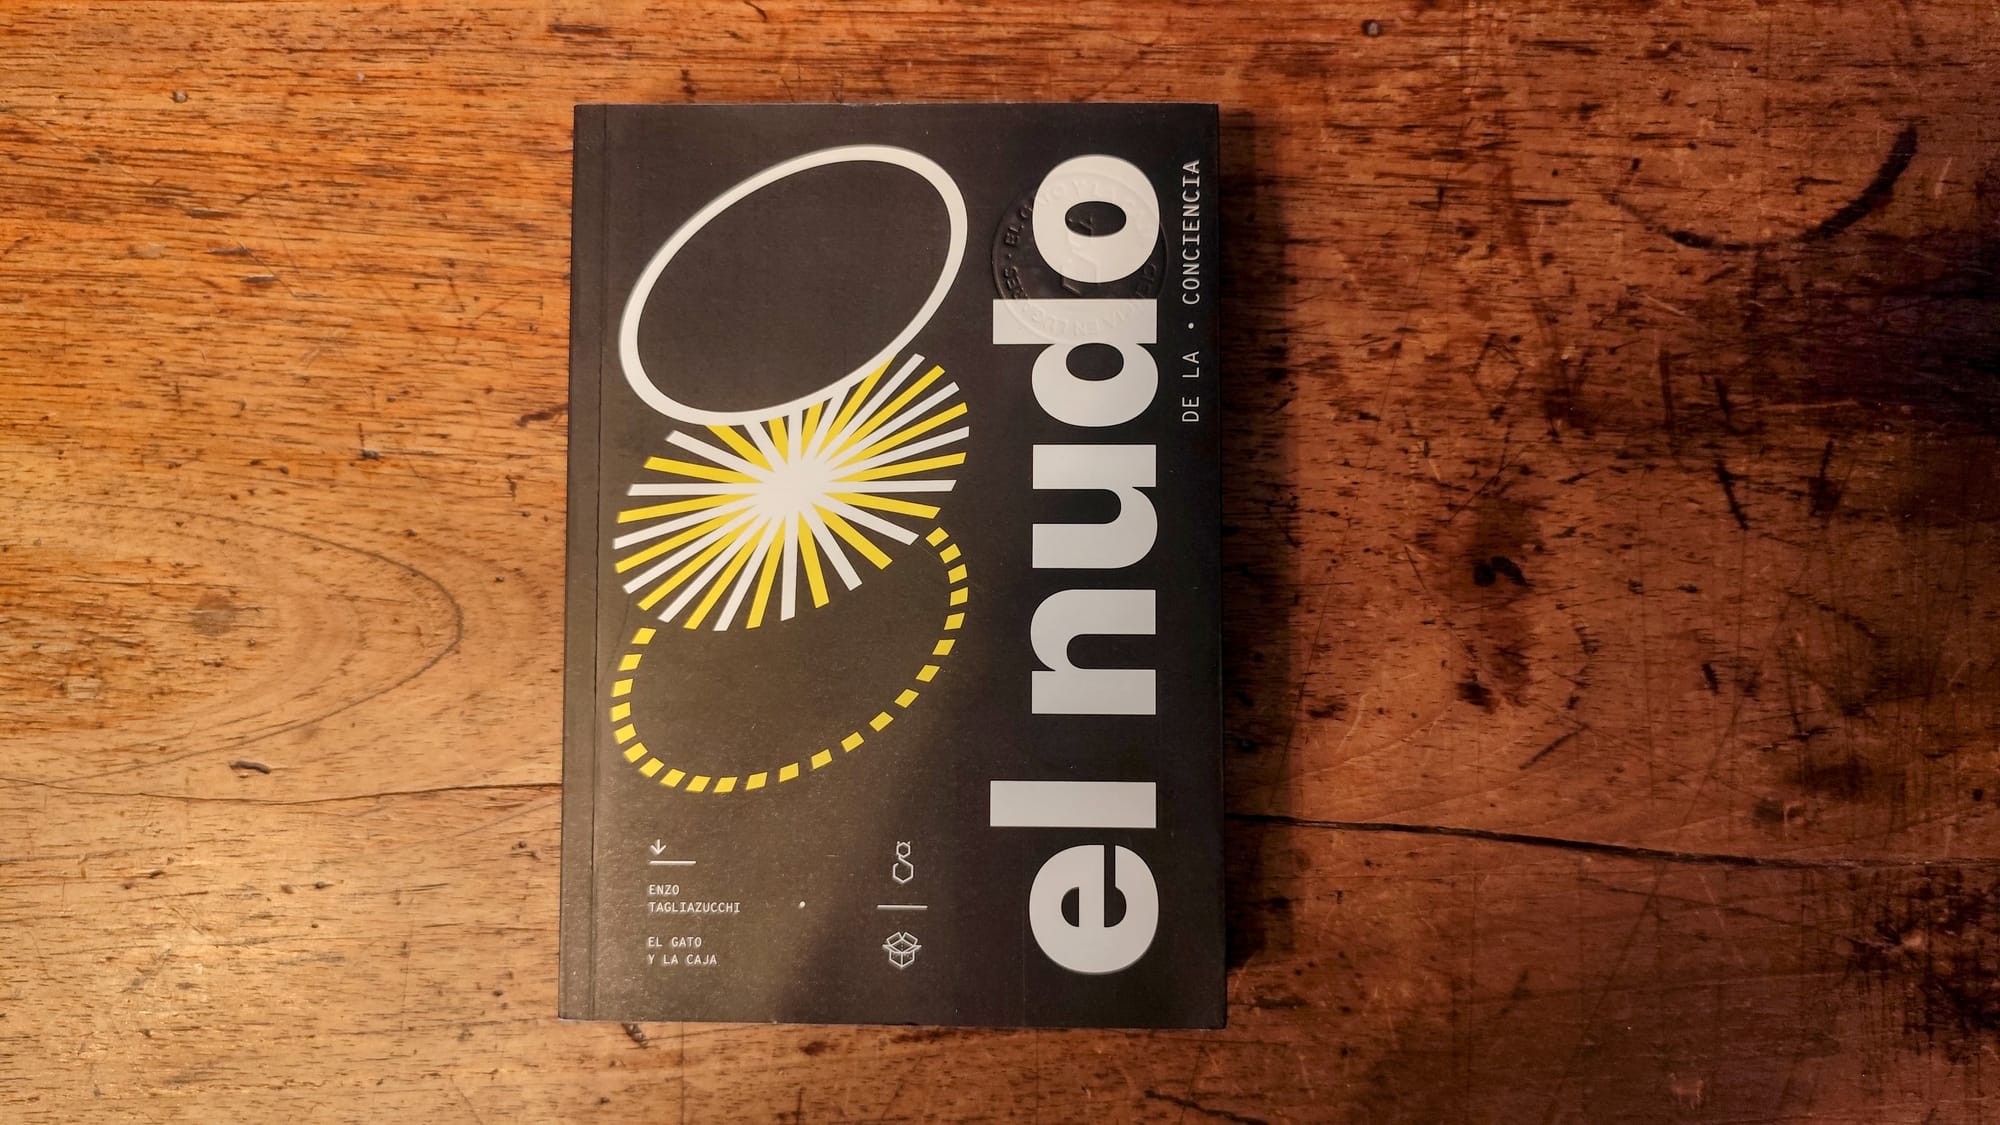 el nudo
DE LA • CONCIENCIA
ENZO
TAGLIAZUCCHI
EL GATO
Y LA CAJA